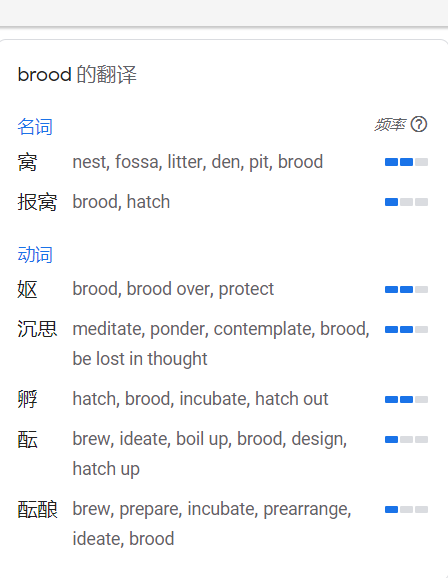 brood 的翻译
名词 频率
窝 nest, fossa, litter, den, pit, brood
报窝 brood, hatch
动词
妪 brood, brood over, protect
沉思 meditate, ponder, contemplate, brood,
be lost in thought
孵 hatch, brood, incubate, hatch out
酝 brew, ideate, boil up, brood, design,
hatch up
酝酿 brew, prepare, incubate, prearrange,
ideate, brood